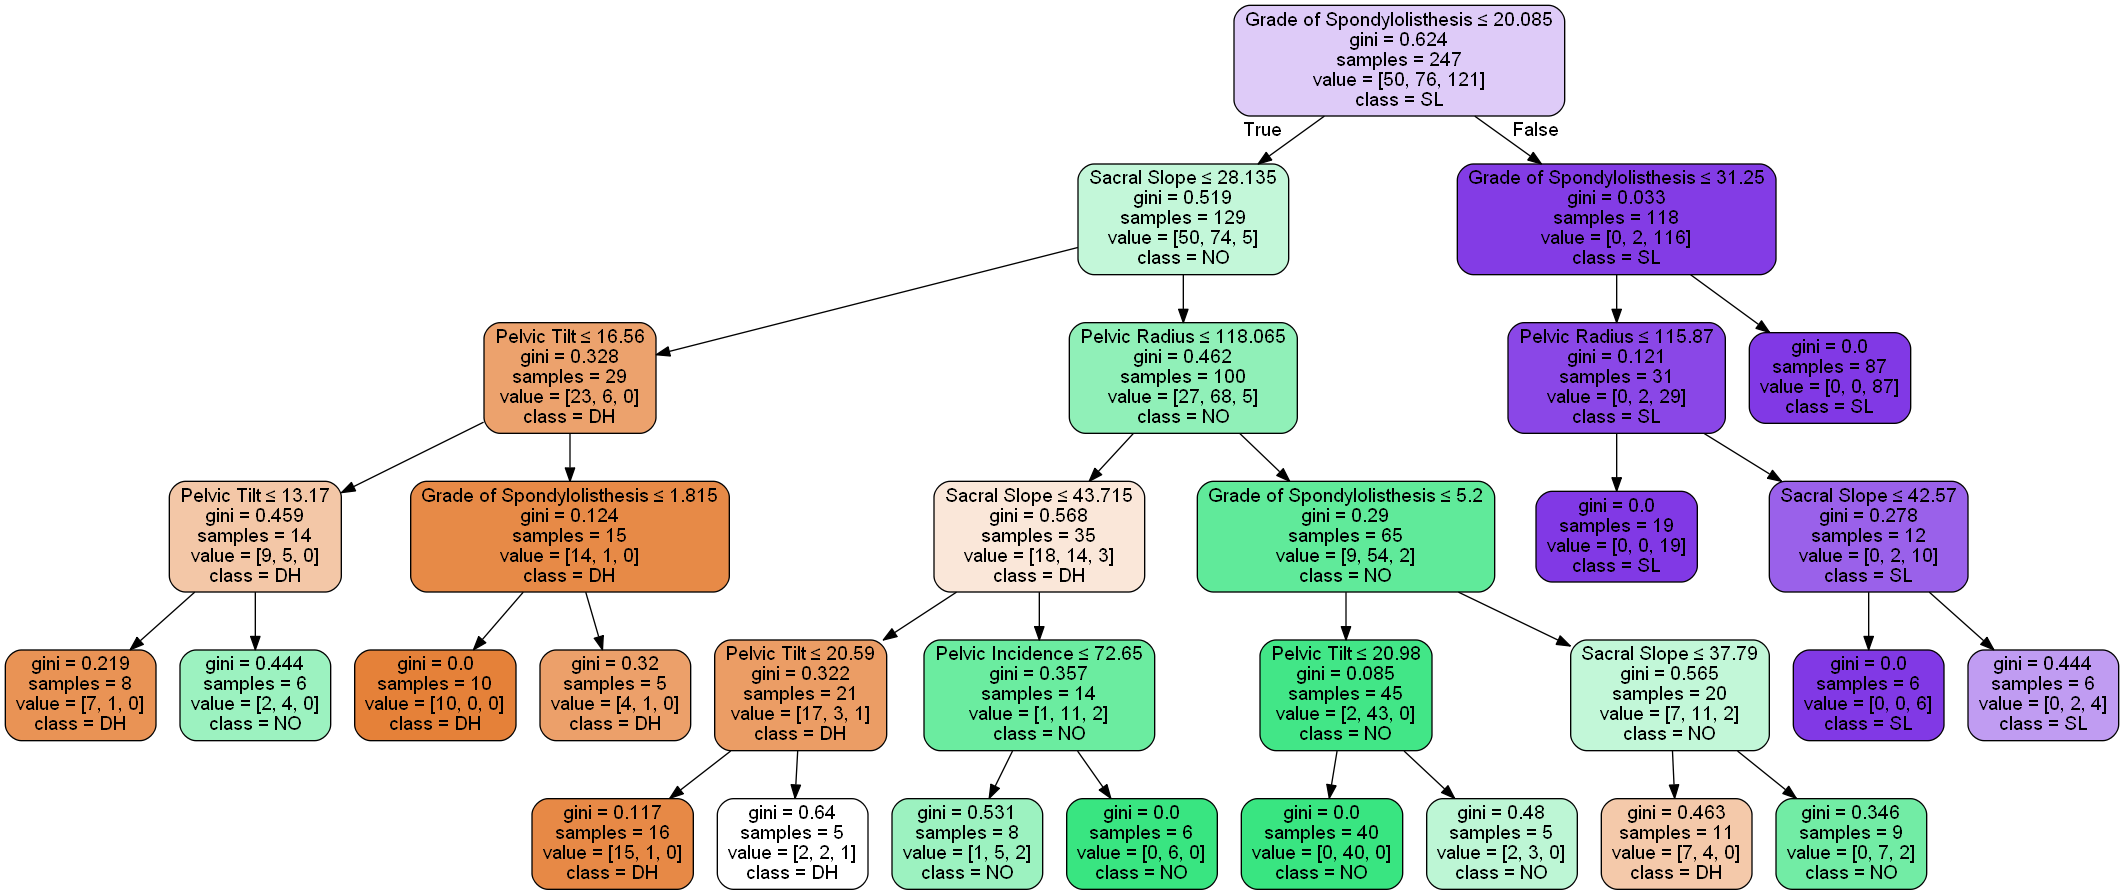 Grade of Spondylolisthesis ≤ 20.085
gini = 0.624
samples = 247
value = [50, 76, 121]
class = SL
True
False
Sacral Slope ≤ 28.135
gini = 0.519
samples = 129
value = [50, 74, 5]
class = NO
Grade of Spondylolisthesis ≤ 31.25
gini = 0.033
samples = 118
value = [0, 2, 116]
class = SL
Pelvic Tilt ≤ 16.56
gini = 0.328
samples = 29
value = [23, 6, 0]
class = DH
Pelvic Radius ≤ 118.065
gini = 0.462
samples = 100
value = [27, 68, 5]
class = NO
Pelvic Radius ≤ 115.87
gini = 0.121
samples = 31
value = [0, 2, 29]
class = SL
gini = 0.0
samples = 87
value = [0, 0, 87]
class = SL
Pelvic Tilt ≤ 13.17
gini = 0.459
samples = 14
value = [9, 5, 0]
class = DH
Grade of Spondylolisthesis ≤ 1.815
gini = 0.124
samples = 15
value = [14, 1, 0]
class = DH
Sacral Slope ≤ 43.715
gini = 0.568
samples = 35
value = [18, 14, 3]
class = DH
Grade of Spondylolisthesis ≤ 5.2
gini = 0.29
samples = 65
value = [9, 54, 2]
class = NO
gini = 0.0
samples = 19
value = [0, 0, 19]
class = SL
Sacral Slope ≤ 42.57
gini = 0.278
samples = 12
value = [0, 2, 10]
class = SL
gini = 0.219
samples = 8
value = [7, 1, 0]
class = DH
gini = 0.444
samples = 6
value = [2, 4, 0]
class = NO
gini = 0.0
samples = 10
value = [10, 0, 0]
class = DH
gini = 0.32
samples = 5
value = [4, 1, 0]
class = DH
Pelvic Tilt ≤ 20.59
gini = 0.322
samples = 21
value = [17, 3, 1]
class = DH
Pelvic Incidence ≤ 72.65
gini = 0.357
samples = 14
value = [1, 11, 2]
class = NO
Pelvic Tilt ≤ 20.98
gini = 0.085
samples = 45
value = [2, 43, 0]
class = NO
Sacral Slope ≤ 37.79
gini = 0.565
samples = 20
value = [7, 11, 2]
class = NO
gini = 0.0
samples = 6
value = [0, 0, 6]
class = SL
gini = 0.444
samples = 6
value = [0, 2, 4]
class = SL
gini = 0.117
samples = 16
value = [15, 1, 0]
class = DH
gini = 0.64
samples = 5
value = [2, 2, 1]
class = DH
gini = 0.531
samples = 8
value = [1, 5, 2]
class = NO
gini = 0.0
samples = 6
value = [0, 6, 0]
class = NO
gini = 0.0
samples = 40
value = [0, 40, 0]
class = NO
gini = 0.48
samples = 5
value = [2, 3, 0]
class = NO
gini = 0.463
samples = 11
value = [7, 4, 0]
class = DH
gini = 0.346
samples = 9
value = [0, 7, 2]
class = NO